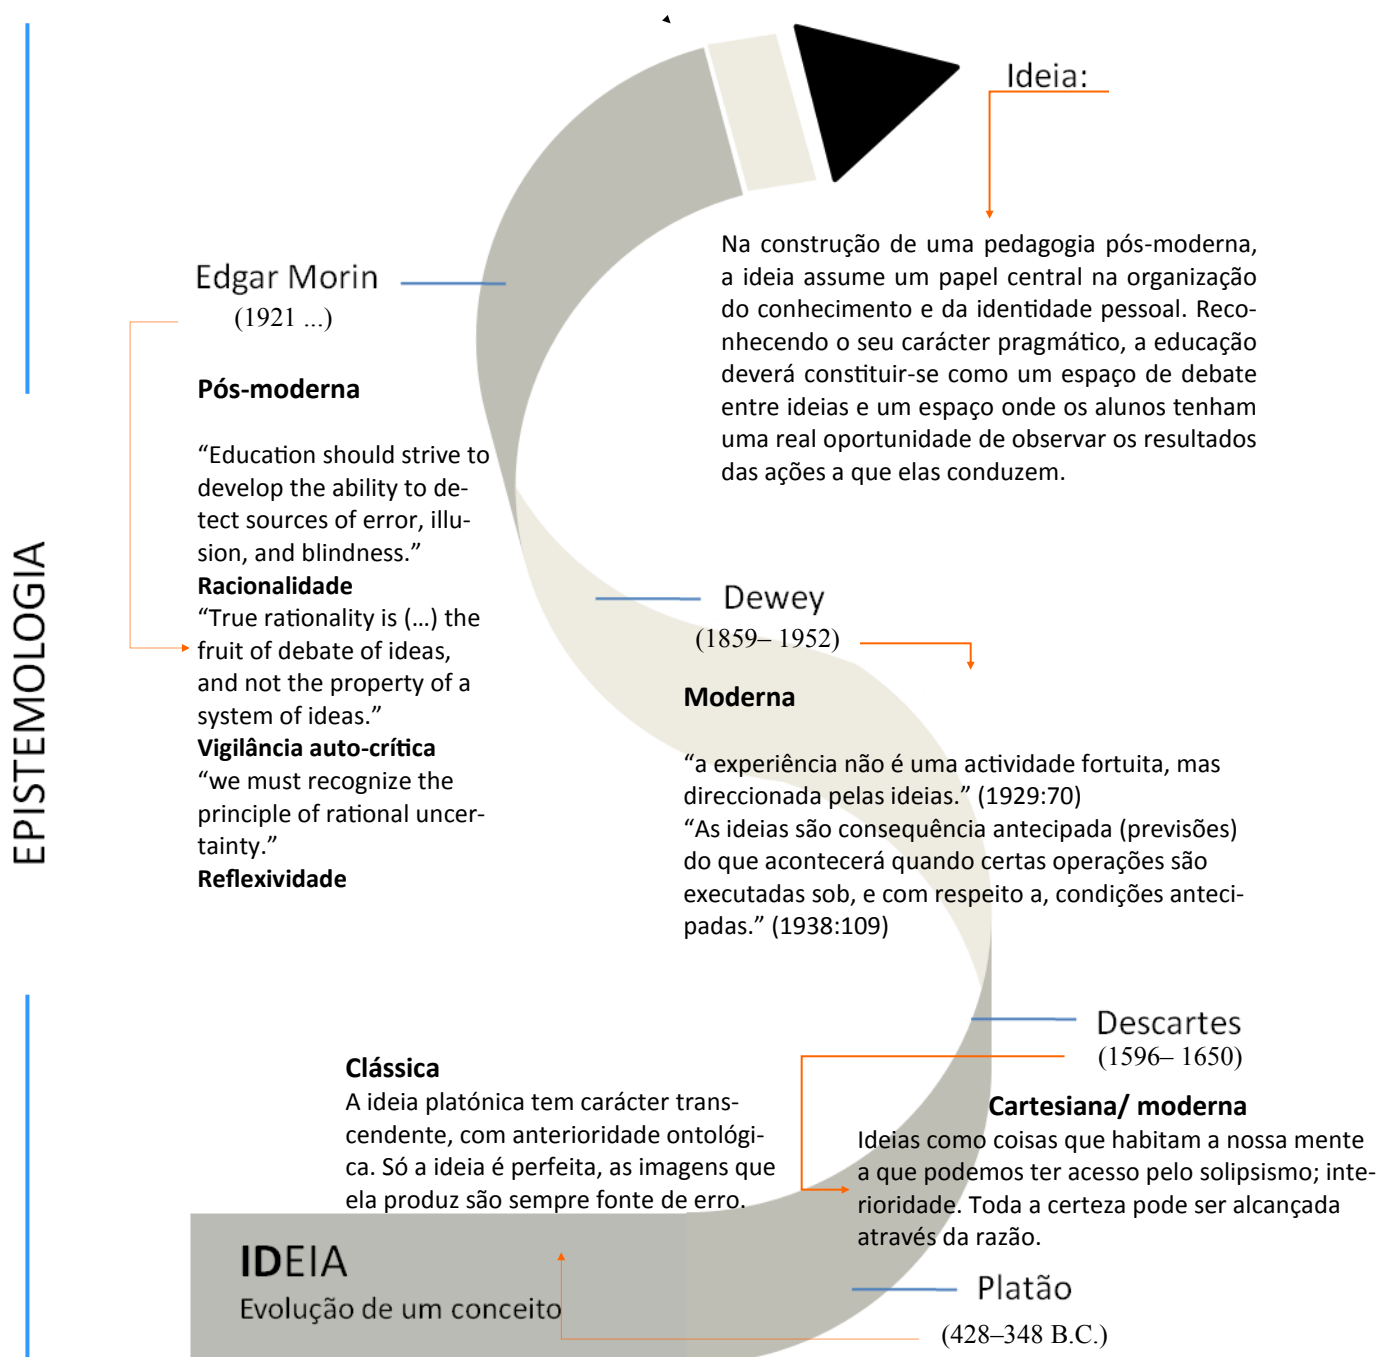 EPISTEMOLOGIA
Ideia:
Na construção de uma pedagogia pós-moderna,
a ideia assume um papel central na organização
do conhecimento e da identidade pessoal. Reco-
nhecendo o seu carácter pragmático, a educação
deverá constituir-se como um espaço de debate
entre ideias e um espaço onde os alunos tenham
uma real oportunidade de observar os resultados
das ações a que elas conduzem.
Edgar Morin
(1921 ...)
Pós-moderna
“Education should strive to
develop the ability to de-
tect sources of error, illu-
sion, and blindness.”
Racionalidade
“True rationality is (...) the
fruit of debate of ideas,
and not the property of a
system of ideas.”
Vigilância auto-crítica
“we must recognize the
principle of rational uncer-
tainty.”
Reflexividade
Dewey
(1859– 1952)
Moderna
“a experiência não é uma actividade fortuita, mas
direccionada pelas ideias.” (1929:70)
“As ideias são consequência antecipada (previsões)
do que acontecerá quando certas operações são
executadas sob, e com respeito a, condições anteci-
padas.” (1938:109)
Descartes
(1596– 1650)
Cartesiana/ moderna
Ideias como coisas que habitam a nossa mente
a que podemos ter acesso pelo solipsismo; inte-
rioridade. Toda a certeza pode ser alcançada
através da razão.
Clássica
A ideia platónica tem carácter trans-
cendente, com anterioridade ontológi-
ca. Só a ideia é perfeita, as imagens que
ela produz são sempre fonte de erro.
IDEIA
Evolução de um conceito
Platão
(428–348 B.C.)